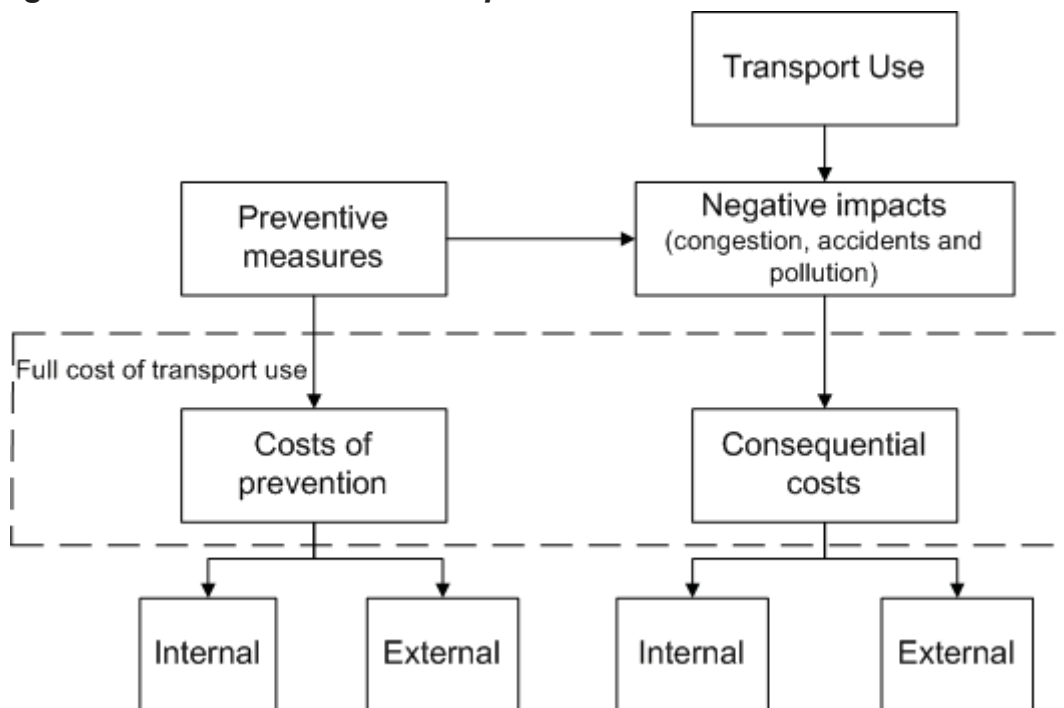 Transport Use
Preventive
measures
Negative impacts
(congestion, accidents and
pollution)
Full cost of transport use
Costs of
prevention
Consequential
costs
Internal
External
Internal
External